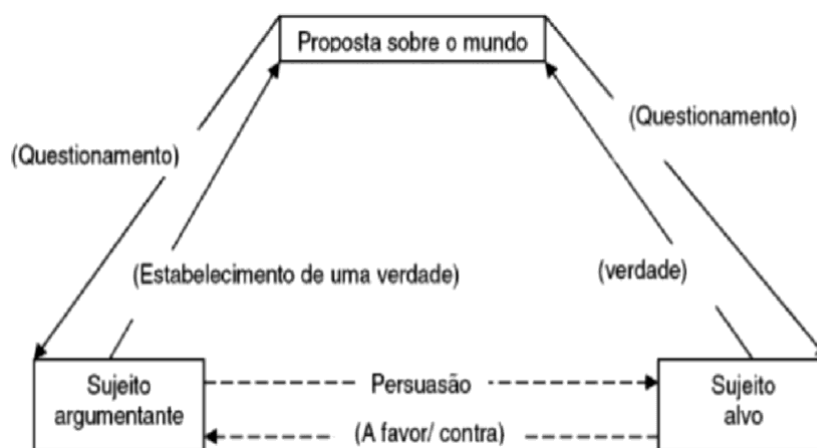 Proposta sobre o mundo
(Questionamento)
(Questionamento)
(Estabelecimento de uma verdade)
(verdade)
Sujeito
argumentante
Persuasão
(A favor/ contra)
Sujeito
alvo